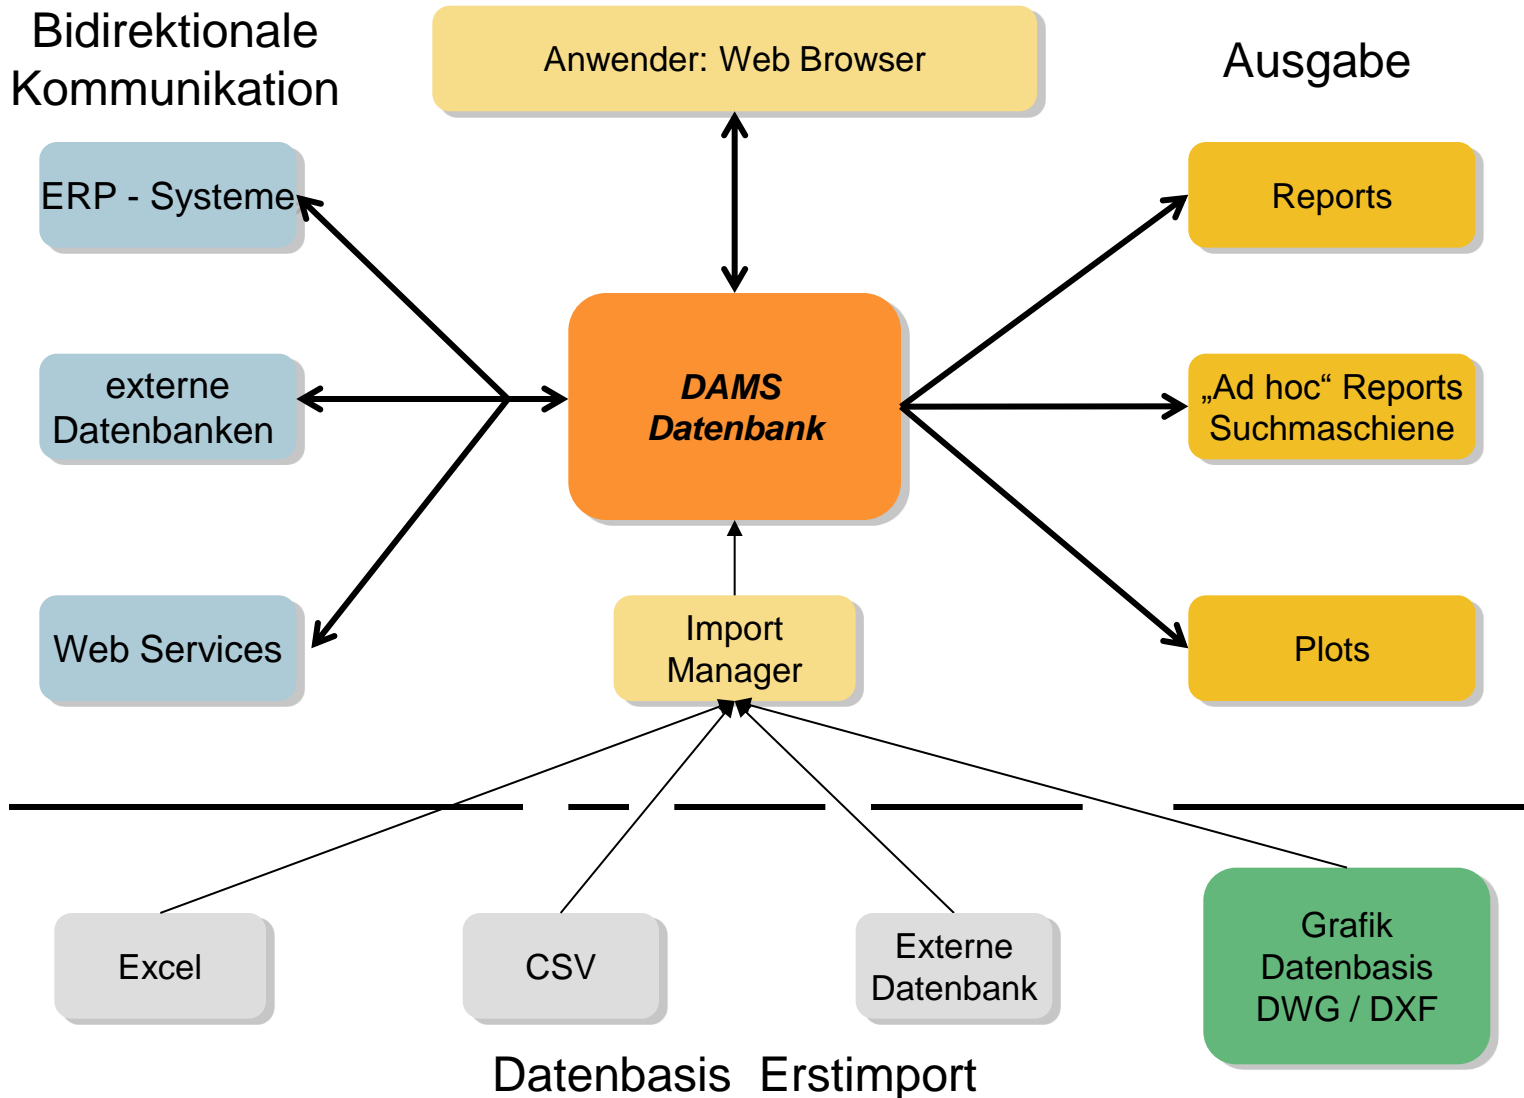 Bidirektionale
Kommunikation
Anwender: Web Browser
Ausgabe
ERP - Systeme
Reports
externe
Datenbanken
DAMS
Datenbank
„Ad hoc“ Reports
Suchmaschiene
Web Services
Import
Manager
Plots
Excel
CSV
Externe
Datenbank
Grafik
Datenbasis
DWG / DXF
Datenbasis Erstimport